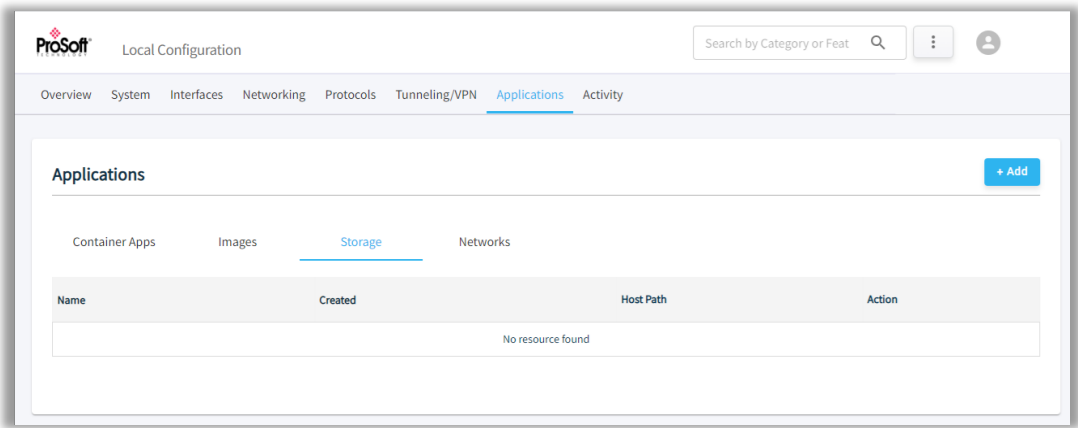 ProSoft
TECHNOLOGY
Local Configuration
Search by Category or Feat
Overview System Interfaces Networking Protocols Tunneling/VPN Applications Activity
Applications
+ Add
Container Apps Images Storage Networks
Name Created Host Path Action
No resource found